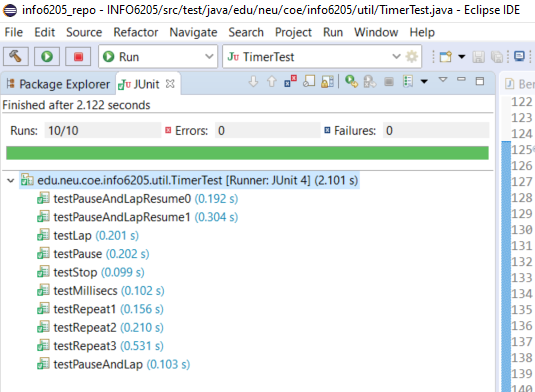 info6205_repo - INFO6205/src/test/java/edu/neu/coe/info6205/util/TimerTest.java - Eclipse IDE
File Edit Source Refactor Navigate Search Project Run Window Help
Run JU TimerTest
Package Explorer JUnit
Finished after 2.122 seconds
Runs: 10/10 Errors: 0 Failures: 0
edu.neu.coe.info6205.util.TimerTest [Runner: JUnit 4] (2.101 s)
testPauseAndLapResume0 (0.192 s)
testPauseAndLapResume1 (0.304 s)
testLap (0.201 s)
testPause (0.202 s)
testStop (0.099 s)
testMillisecs (0.102 s)
testRepeat1 (0.156 s)
testRepeat2 (0.210 s)
testRepeat3 (0.531 s)
testPauseAndLap (0.103 s)
Ben
122
123
124
125
126
127
128
129
130
131
132
133
134
135
136
137
138
139
140